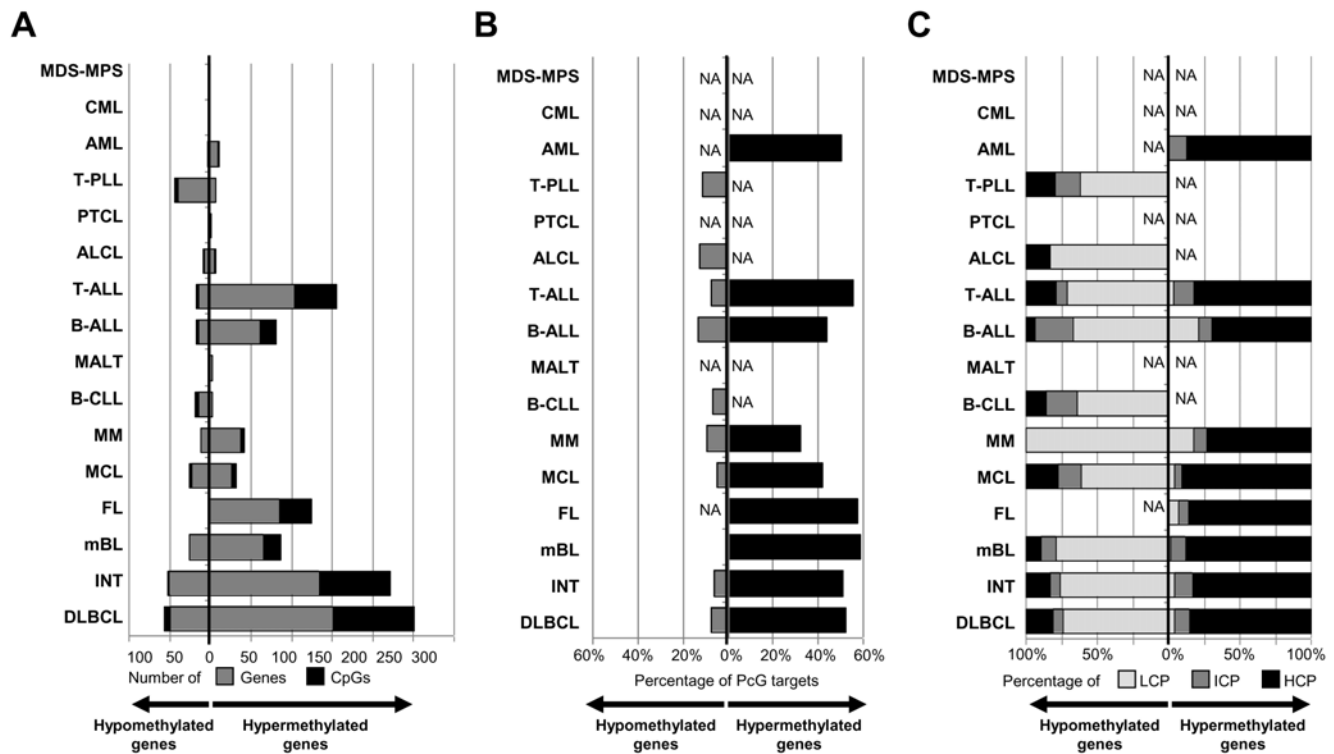 A
MDS-MPS
CML
AML
T-PLL
PTCL
ALCL
T-ALL
B-ALL
MALT
B-CLL
MM
MCL
FL
mBL
INT
DLBCL
100 50 0 50 100 150 200 250 300
Number of Genes CpGs
Hypomethylated genes
Hypermethylated genes
B
MDS-MPS NA NA
CML NA NA
AML NA
T-PLL NA
PTCL NA NA
ALCL NA
T-ALL
B-ALL
MALT NA NA
B-CLL NA
MM
MCL
FL NA
mBL
INT
DLBCL
60% 40% 20% 0% 20% 40% 60%
Percentage of PcG targets
Hypomethylated genes
Hypermethylated genes
C
MDS-MPS NA NA
CML NA NA
AML NA
T-PLL NA
PTCL NA NA
ALCL NA
T-ALL
B-ALL
MALT NA NA
B-CLL NA
MM
MCL
FL NA
mBL
INT
DLBCL
100% 50% 0% 50% 100%
Percentage of LCP ICP HCP
Hypomethylated genes
Hypermethylated genes